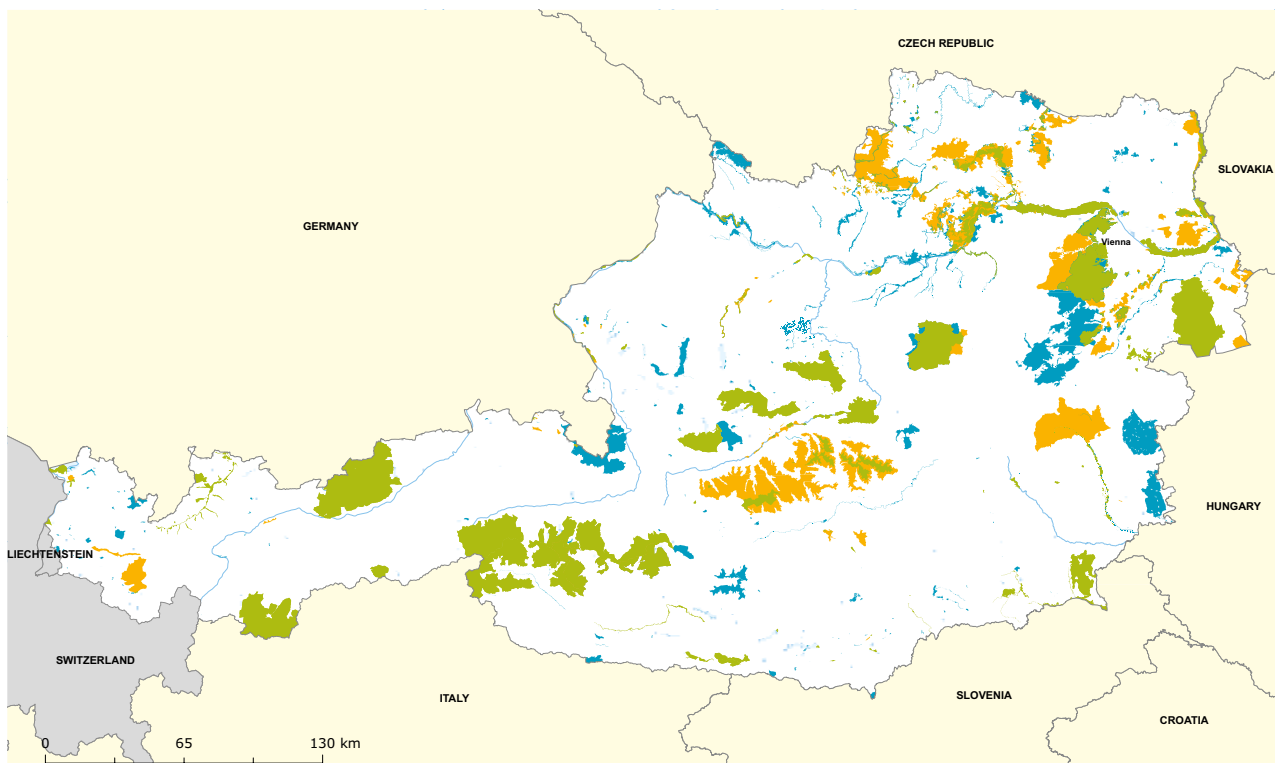 CZECH REPUBLIC
SLOVAKIA
GERMANY
Vienna
HUNGARY
LIECHTENSTEIN
SWITZERLAND
ITALY
SLOVENIA
CROATIA
0 65 130 km